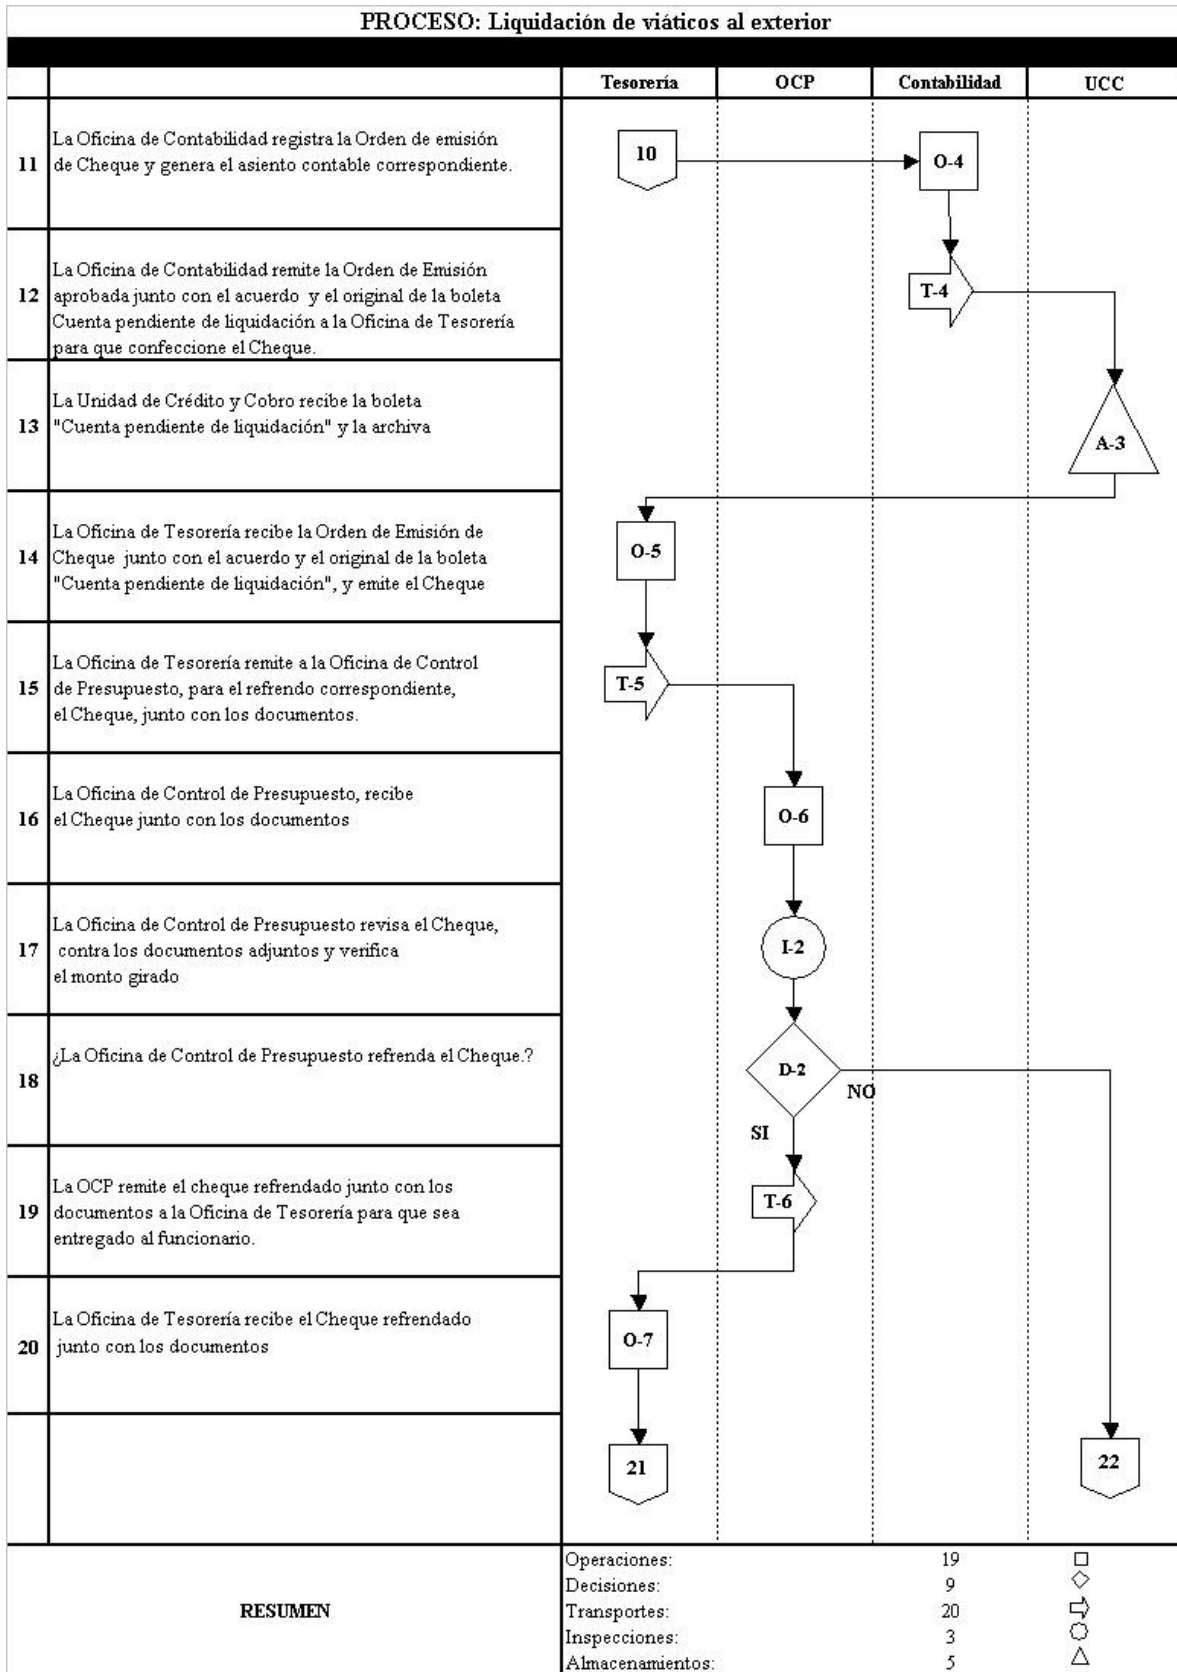 PROCESO: Liquidación de viáticos al exterior
Tesorería OCP Contabilidad UCC
11
La Oficina de Contabilidad registra la Orden de emisión
de Cheque y genera el asiento contable correspondiente.
10
O-4
12
La Oficina de Contabilidad remite la Orden de Emisión
aprobada junto con el acuerdo y el original de la boleta
Cuenta pendiente de liquidación a la Oficina de Tesorería
para que confeccione el Cheque.
T-4
13
La Unidad de Crédito y Cobro recibe la boleta
"Cuenta pendiente de liquidación" y la archiva
A-3
14
La Oficina de Tesorería recibe la Orden de Emisión de
Cheque junto con el acuerdo y el original de la boleta
"Cuenta pendiente de liquidación", y emite el Cheque
O-5
15
La Oficina de Tesorería remite a la Oficina de Control
de Presupuesto, para el refrendo correspondiente,
el Cheque, junto con los documentos.
T-5
16
La Oficina de Control de Presupuesto, recibe
el Cheque junto con los documentos
O-6
17
La Oficina de Control de Presupuesto revisa el Cheque,
contra los documentos adjuntos y verifica
el monto girado
I-2
18
¿La Oficina de Control de Presupuesto refrenda el Cheque.?
D-2
NO
SI
19
La OCP remite el cheque refrendado junto con los
documentos a la Oficina de Tesorería para que sea
entregado al funcionario.
T-6
20
La Oficina de Tesorería recibe el Cheque refrendado
junto con los documentos
O-7
21
22
RESUMEN
Operaciones: 19
Decisiones: 9
Transportes: 20
Inspecciones: 3
Almacenamientos: 5